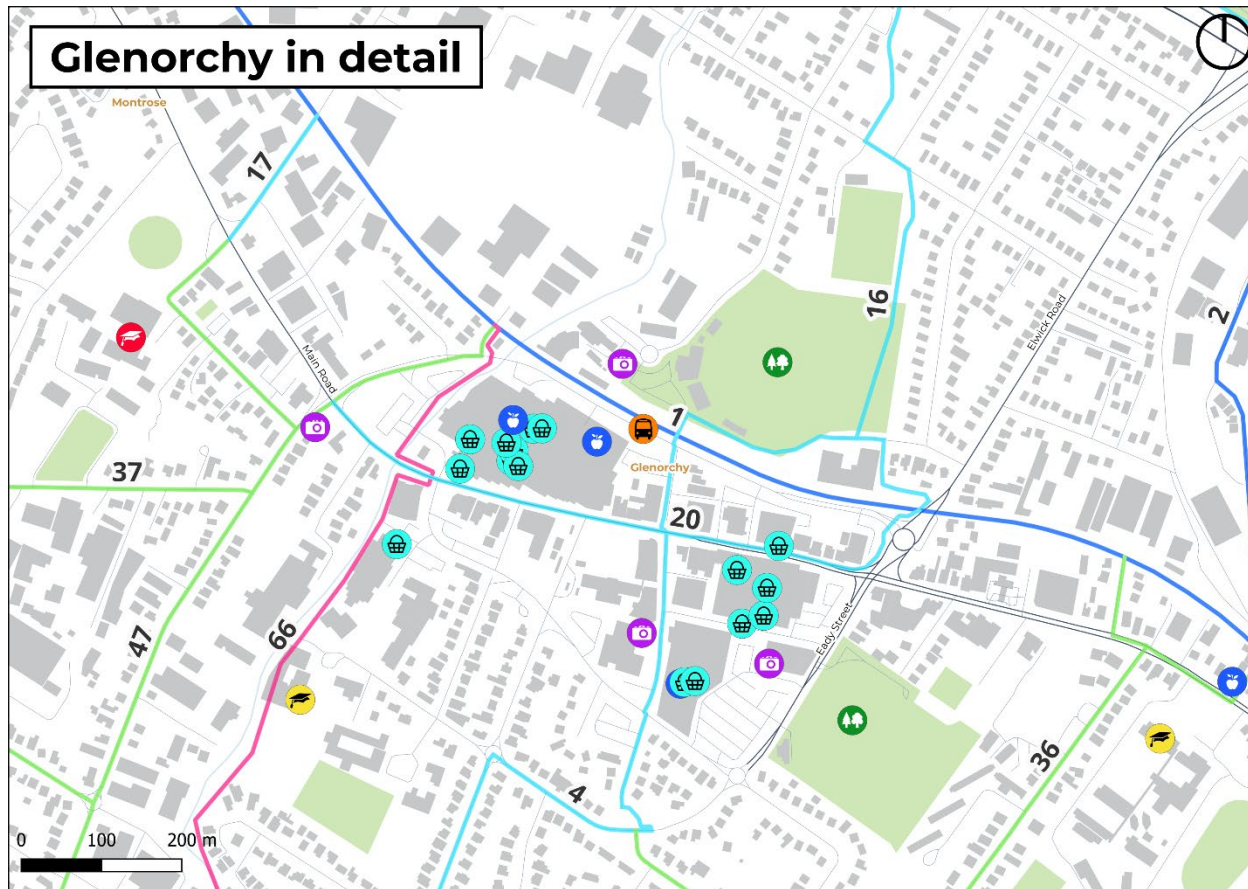 Glenorchy in detail
Montrose
17
16
2
Elwick Road
Main Road
1
Glenorchy
37
20
47
66
Eady Street
36
4
0 100 200 m